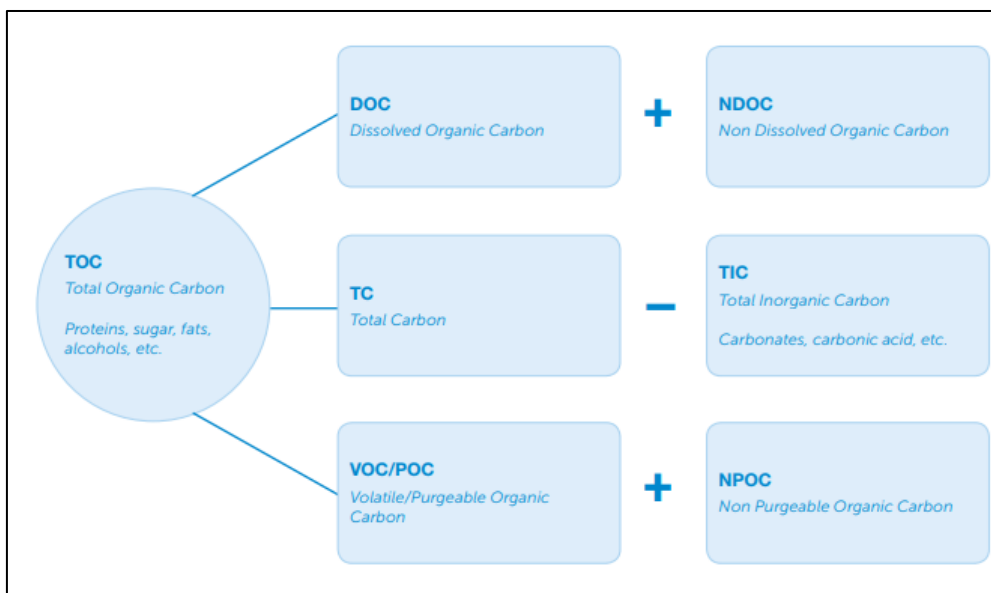 DOC
Dissolved Organic Carbon
+
NDOC
Non Dissolved Organic Carbon
TOC
Total Organic Carbon
Proteins, sugar, fats,
alcohols, etc.
TC
Total Carbon
−
TIC
Total Inorganic Carbon
Carbonates, carbonic acid, etc.
VOC/POC
Volatile/Purgeable Organic
Carbon
+
NPOC
Non Purgeable Organic Carbon